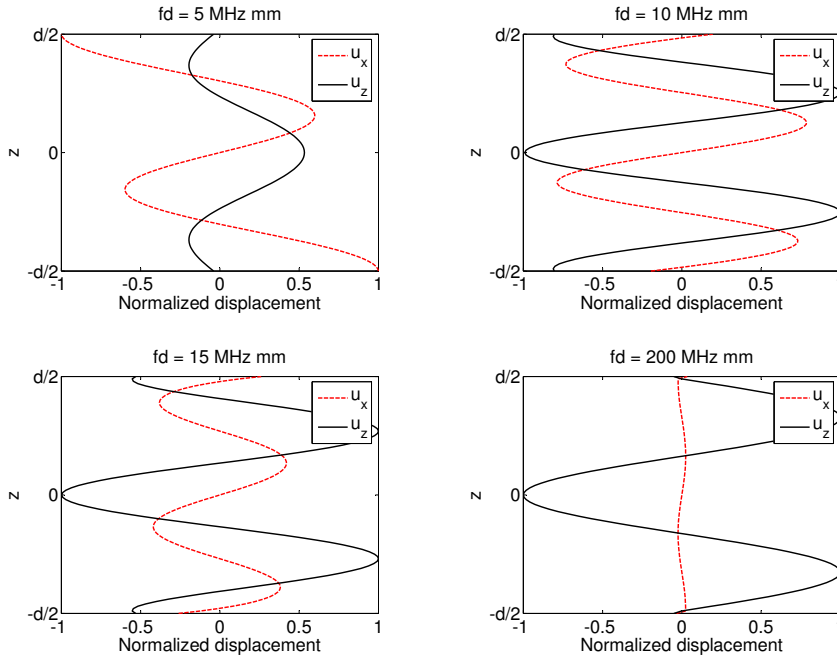 fd = 5 MHz mm
d/2
0
-d/2
z
-1
-0.5
0
0.5
1
Normalized displacement
u_x
u_z
fd = 10 MHz mm
d/2
0
-d/2
z
-1
-0.5
0
0.5
1
Normalized displacement
u_x
u_z
fd = 15 MHz mm
d/2
0
-d/2
z
-1
-0.5
0
0.5
1
Normalized displacement
u_x
u_z
fd = 200 MHz mm
d/2
0
-d/2
z
-1
-0.5
0
0.5
1
Normalized displacement
u_x
u_z